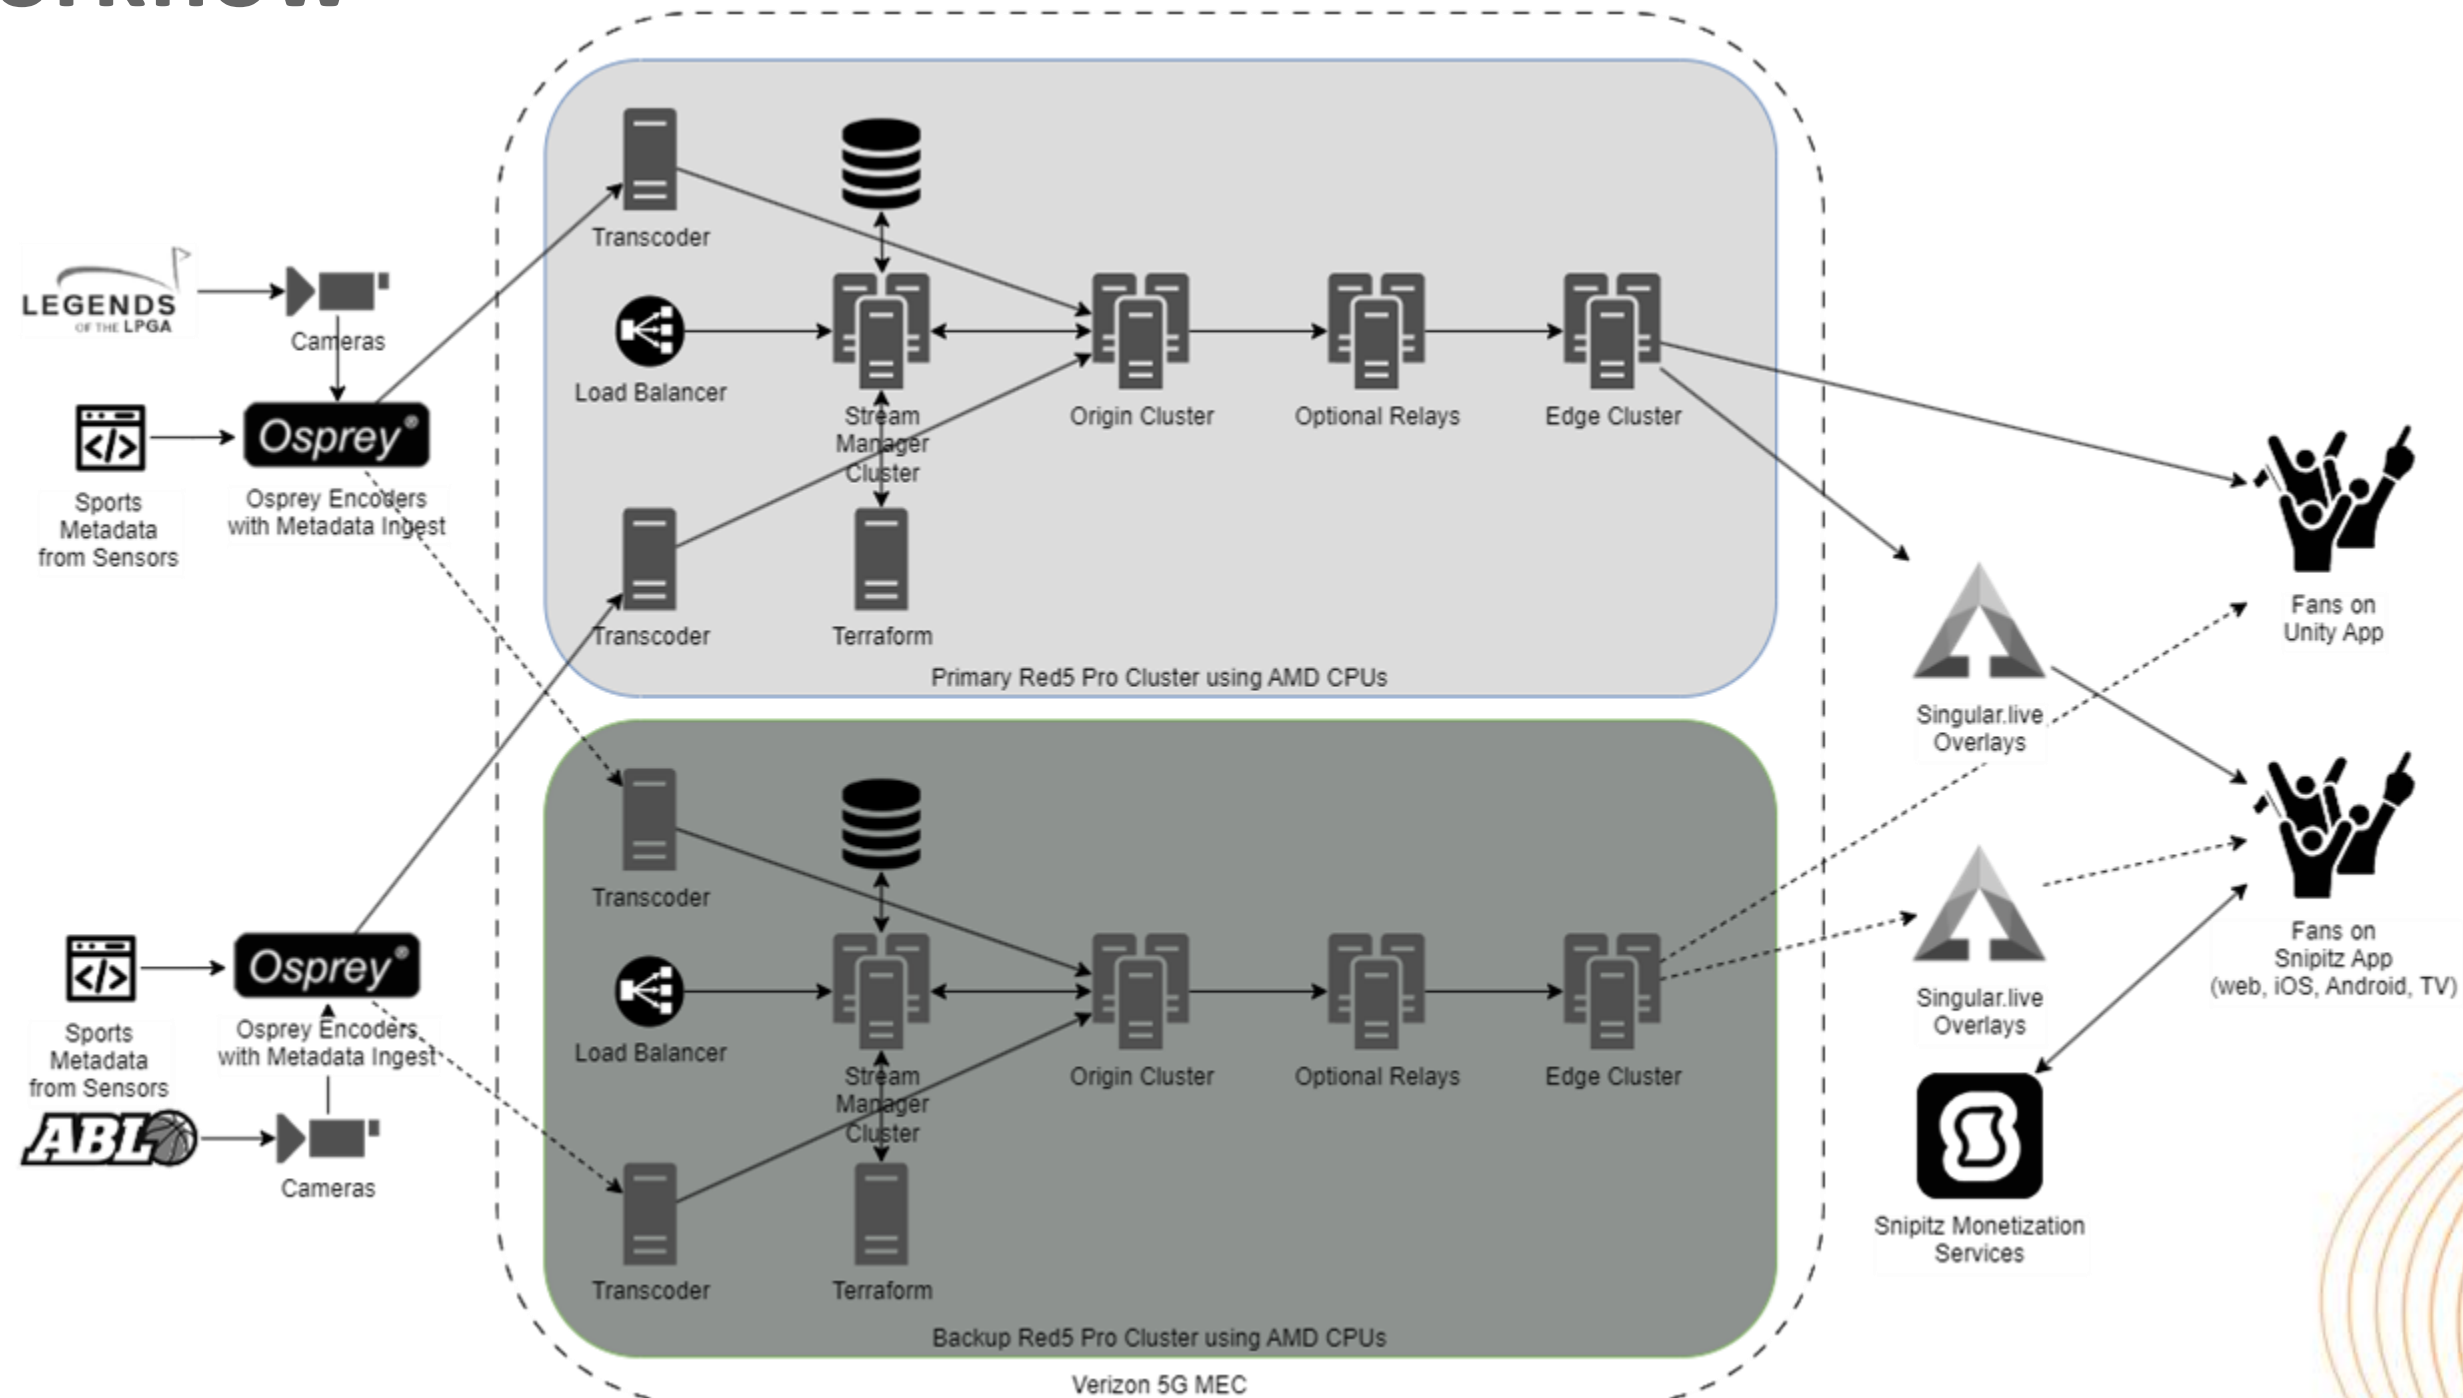 Transcoder
LEGENDS
OF THE LPGA
Cameras
Load Balancer
Stream
Manager
Cluster
Origin Cluster
Optional Relays
Edge Cluster
Osprey®
Sports
Metadata
from Sensors
Osprey Encoders
with Metadata Ingest
Transcoder
Terraform
Primary Red5 Pro Cluster using AMD CPUs
Fans on
Unity App
Singular.live
Overlays
Transcoder
Load Balancer
Stream
Manager
Cluster
Origin Cluster
Optional Relays
Edge Cluster
Osprey®
Sports
Metadata
from Sensors
Osprey Encoders
with Metadata Ingest
ABL
Cameras
Transcoder
Terraform
Backup Red5 Pro Cluster using AMD CPUs
Verizon 5G MEC
Singular.live
Overlays
Fans on
Snipitz App
(web, iOS, Android, TV)
Snipitz Monetization
Services